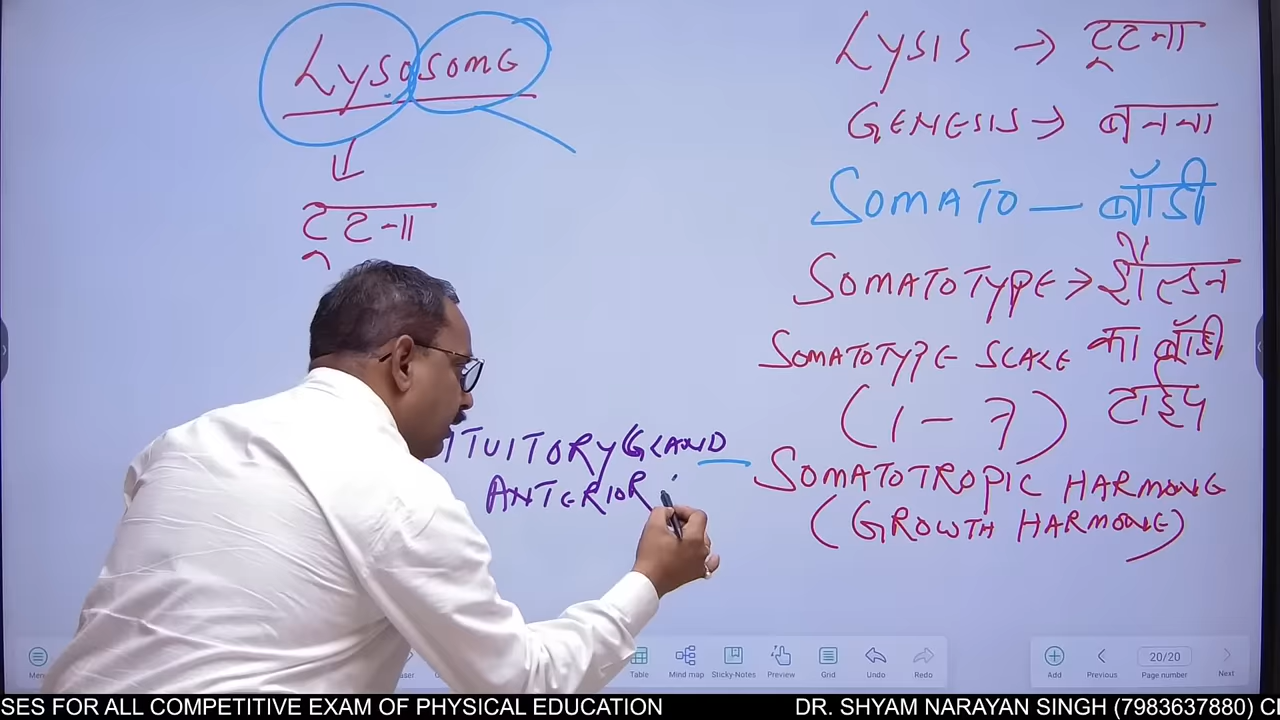 LYSOSOME
टूटना
LYSIS → टूटना
GENESIS → बनना
SOMATO — बॉडी
SOMATOTYPE → शैल्डन
SOMATOTYPE SCALE का बॉडी
(1 - 7) टाईप
ITUITORY GLAND
ANTERIOR
SOMATOTROPIC HARMONE
(GROWTH HARMONE)
Table Mind map Sticky-Notes Preview Grid Undo Redo
Add Previous 20/20 Next
Page number
SES FOR ALL COMPETITIVE EXAM OF PHYSICAL EDUCATION DR. SHYAM NARAYAN SINGH (7983637880) C